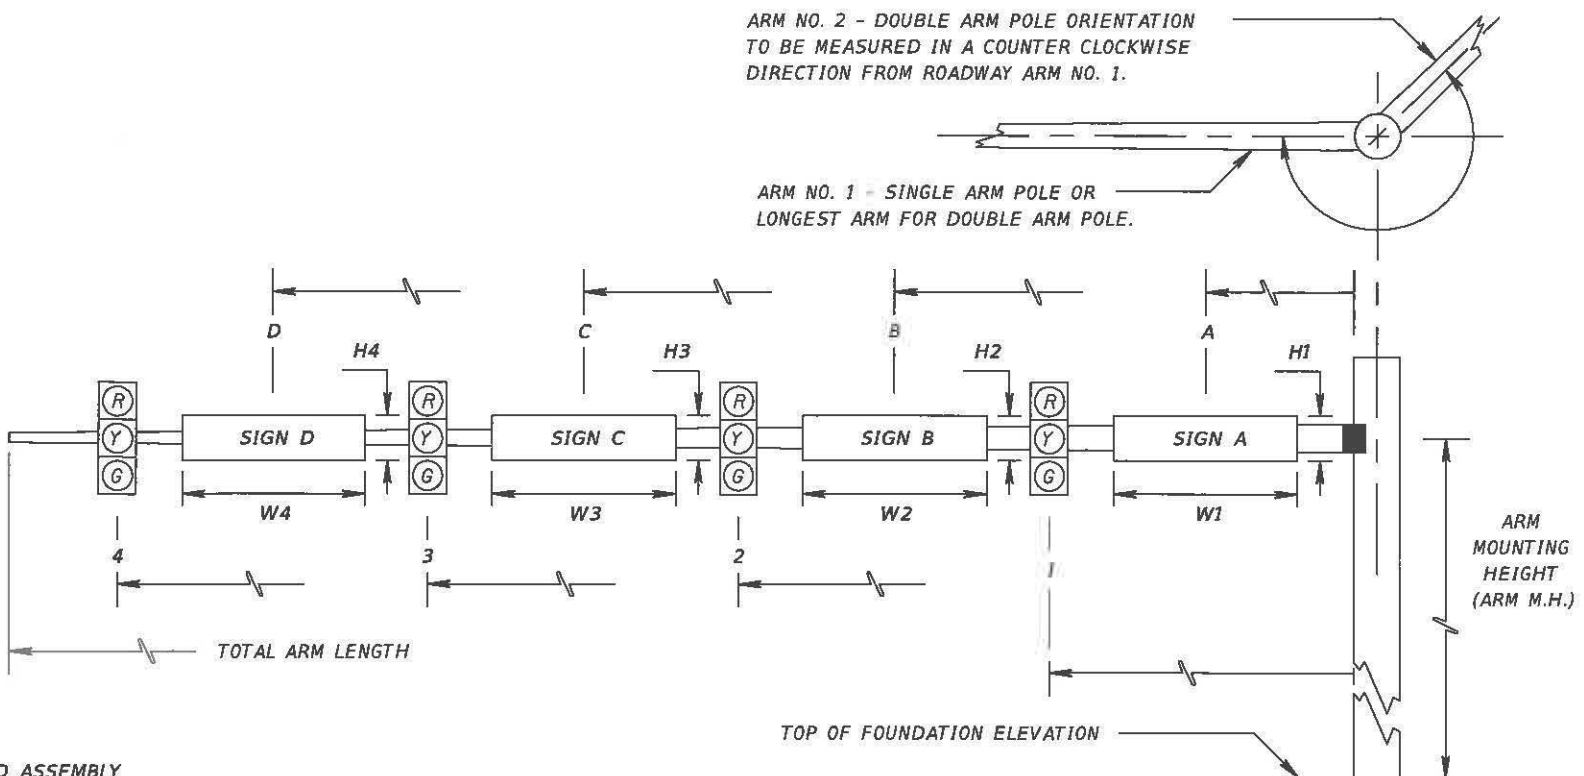 ARM NO. 2 - DOUBLE ARM POLE ORIENTATION
TO BE MEASURED IN A COUNTER CLOCKWISE
DIRECTION FROM ROADWAY ARM NO. 1.
ARM NO. 1 - SINGLE ARM POLE OR
LONGEST ARM FOR DOUBLE ARM POLE.
D C B A
H4 H3 H2 H1
R R R R
Y SIGN D Y SIGN C Y SIGN B Y SIGN A
G G G G
W4 W3 W2 W1
4 3 2 1
ARM
MOUNTING
HEIGHT
(ARM M.H.)
TOTAL ARM LENGTH
TOP OF FOUNDATION ELEVATION
D ASSEMBLY